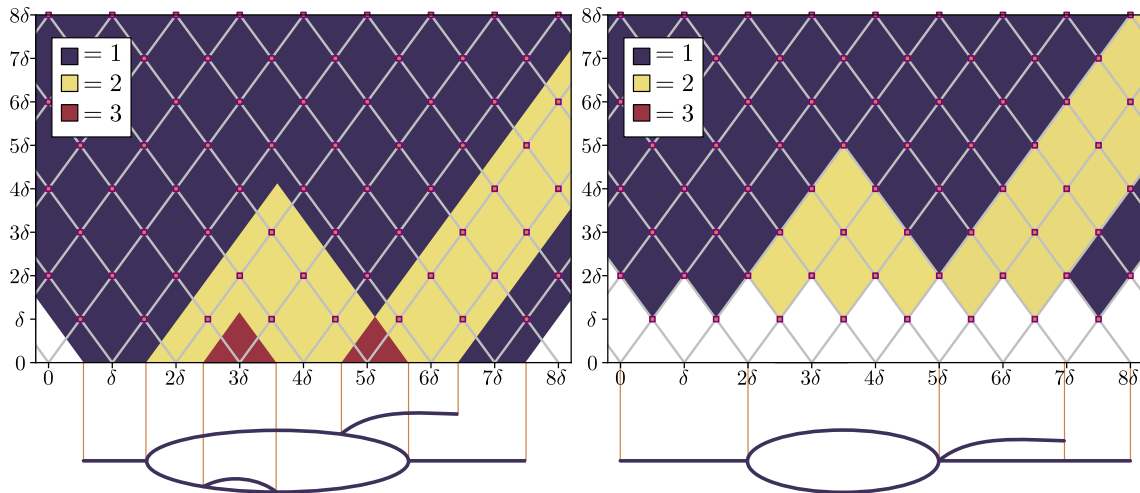 8δ
7δ
6δ
5δ
4δ
3δ
2δ
δ
0
= 1
= 2
= 3
0 δ 2δ 3δ 4δ 5δ 6δ 7δ 8δ
8δ
7δ
6δ
5δ
4δ
3δ
2δ
δ
0
= 1
= 2
= 3
0 δ 2δ 3δ 4δ 5δ 6δ 7δ 8δ